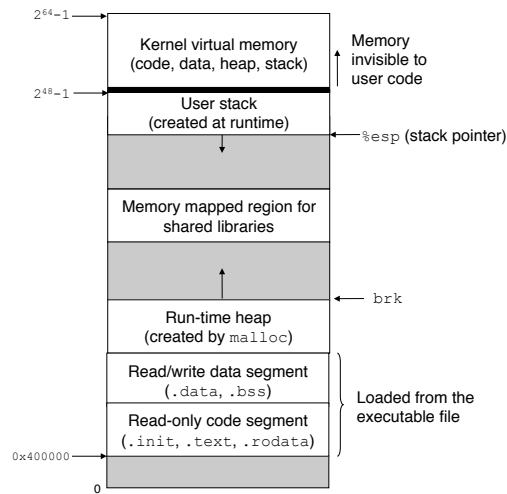 2⁶⁴-1
Kernel virtual memory
(code, data, heap, stack)
Memory
invisible to
user code
2⁴⁸-1
User stack
(created at runtime)
%esp (stack pointer)
Memory mapped region for
shared libraries
brk
Run-time heap
(created by malloc)
Read/write data segment
(.data, .bss)
Loaded from the
executable file
Read-only code segment
(.init, .text, .rodata)
0x400000
0